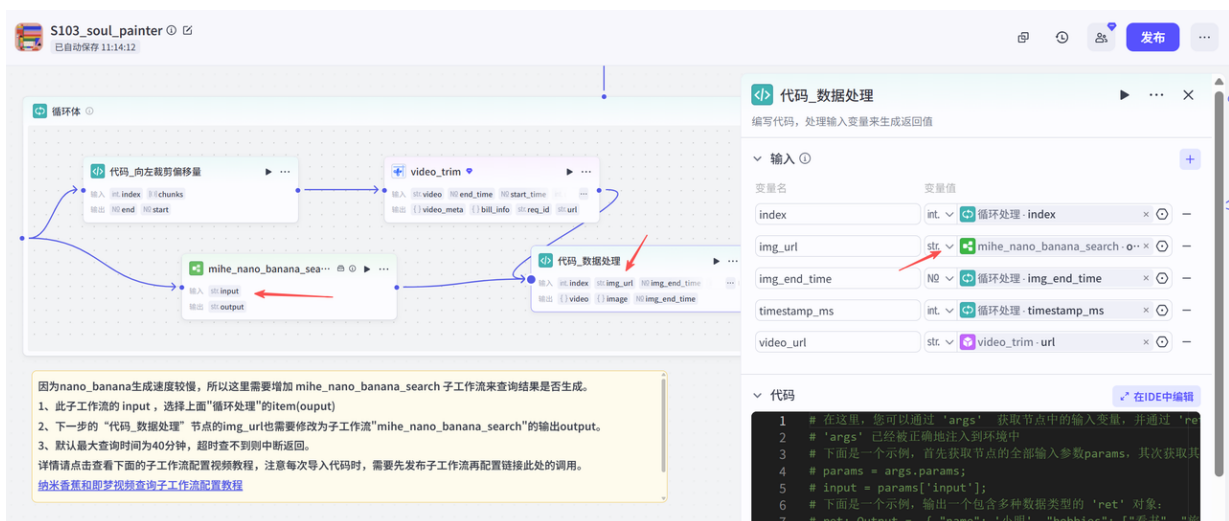 S103_soul_painter
已自动保存 11:14:12
发布
循环体
代码_向左裁剪偏移量
输入 int. index chunks
输出 end start
video_trim
输入 str. video end_time start_time
输出 video_meta bill_info str. req_id str. url
mihe_nano_banana_sea···
输入 str. input
输出 str. output
代码_数据处理
输入 int. index str. img_url img_end_time
输出 video image img_end_time
因为nano_banana生成速度较慢，所以这里需要增加 mihe_nano_banana_search 子工作流来查询结果是否生成。
1、此子工作流的 input ，选择上面"循环处理"的item(ouput)
2、下一步的“代码_数据处理”节点的img_url也需要修改为子工作流"mihe_nano_banana_search"的输出output。
3、默认最大查询时间为40分钟，超时查不到则中断返回。
详情请点击查看下面的子工作流配置视频教程，注意每次导入代码时，需要先发布子工作流再配置链接此处的调用。
纳米香蕉和即梦视频查询子工作流配置教程
代码_数据处理
编写代码，处理输入变量来生成返回值
输入
变量名 变量值
index int. 循环处理 · index
img_url str. mihe_nano_banana_search · o···
img_end_time 循环处理 · img_end_time
timestamp_ms int. 循环处理 · timestamp_ms
video_url str. video_trim · url
代码
在IDE中编辑
1 # 在这里，您可以通过 'args' 获取节点中的输入变量，并通过 'ret
2 # 'args' 已经被正确地注入到环境中
3 # 下面是一个示例，首先获取节点的全部输入参数params，其次获取其
4 # params = args.params;
5 # input = params['input'];
6 # 下面是一个示例，输出一个包含多种数据类型的 'ret' 对象：